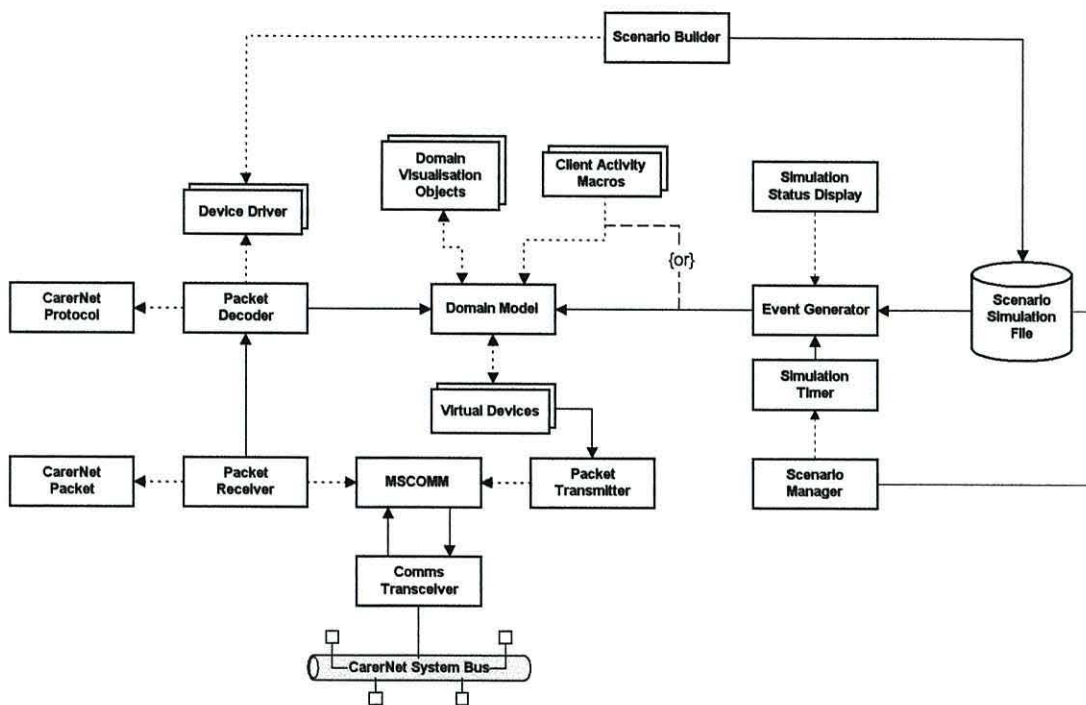 Scenario Builder
Domain
Visualisation
Objects
Client Activity
Macros
Simulation
Status Display
Device Driver
{or}
CarerNet
Protocol
Packet
Decoder
Domain Model
Event Generator
Scenario
Simulation
File
Simulation
Timer
Virtual Devices
CarerNet
Packet
Packet
Receiver
MSCOMM
Packet
Transmitter
Scenario
Manager
Comms
Transceiver
CarerNet System Bus